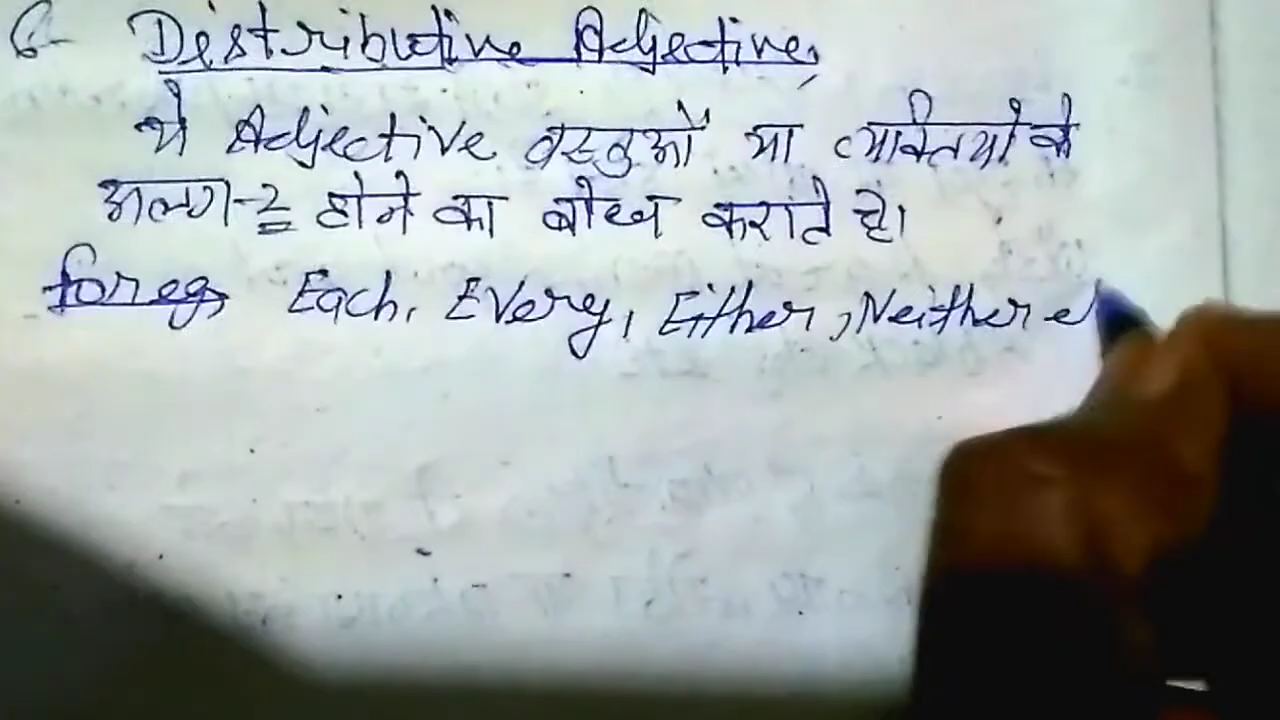 6- Distributive Adjective,
ये Adjective वस्तुओं या व्यक्तियों के
अलग-2 होने का बोध कराते है।
for eg, Each, Every, Either, Neither e